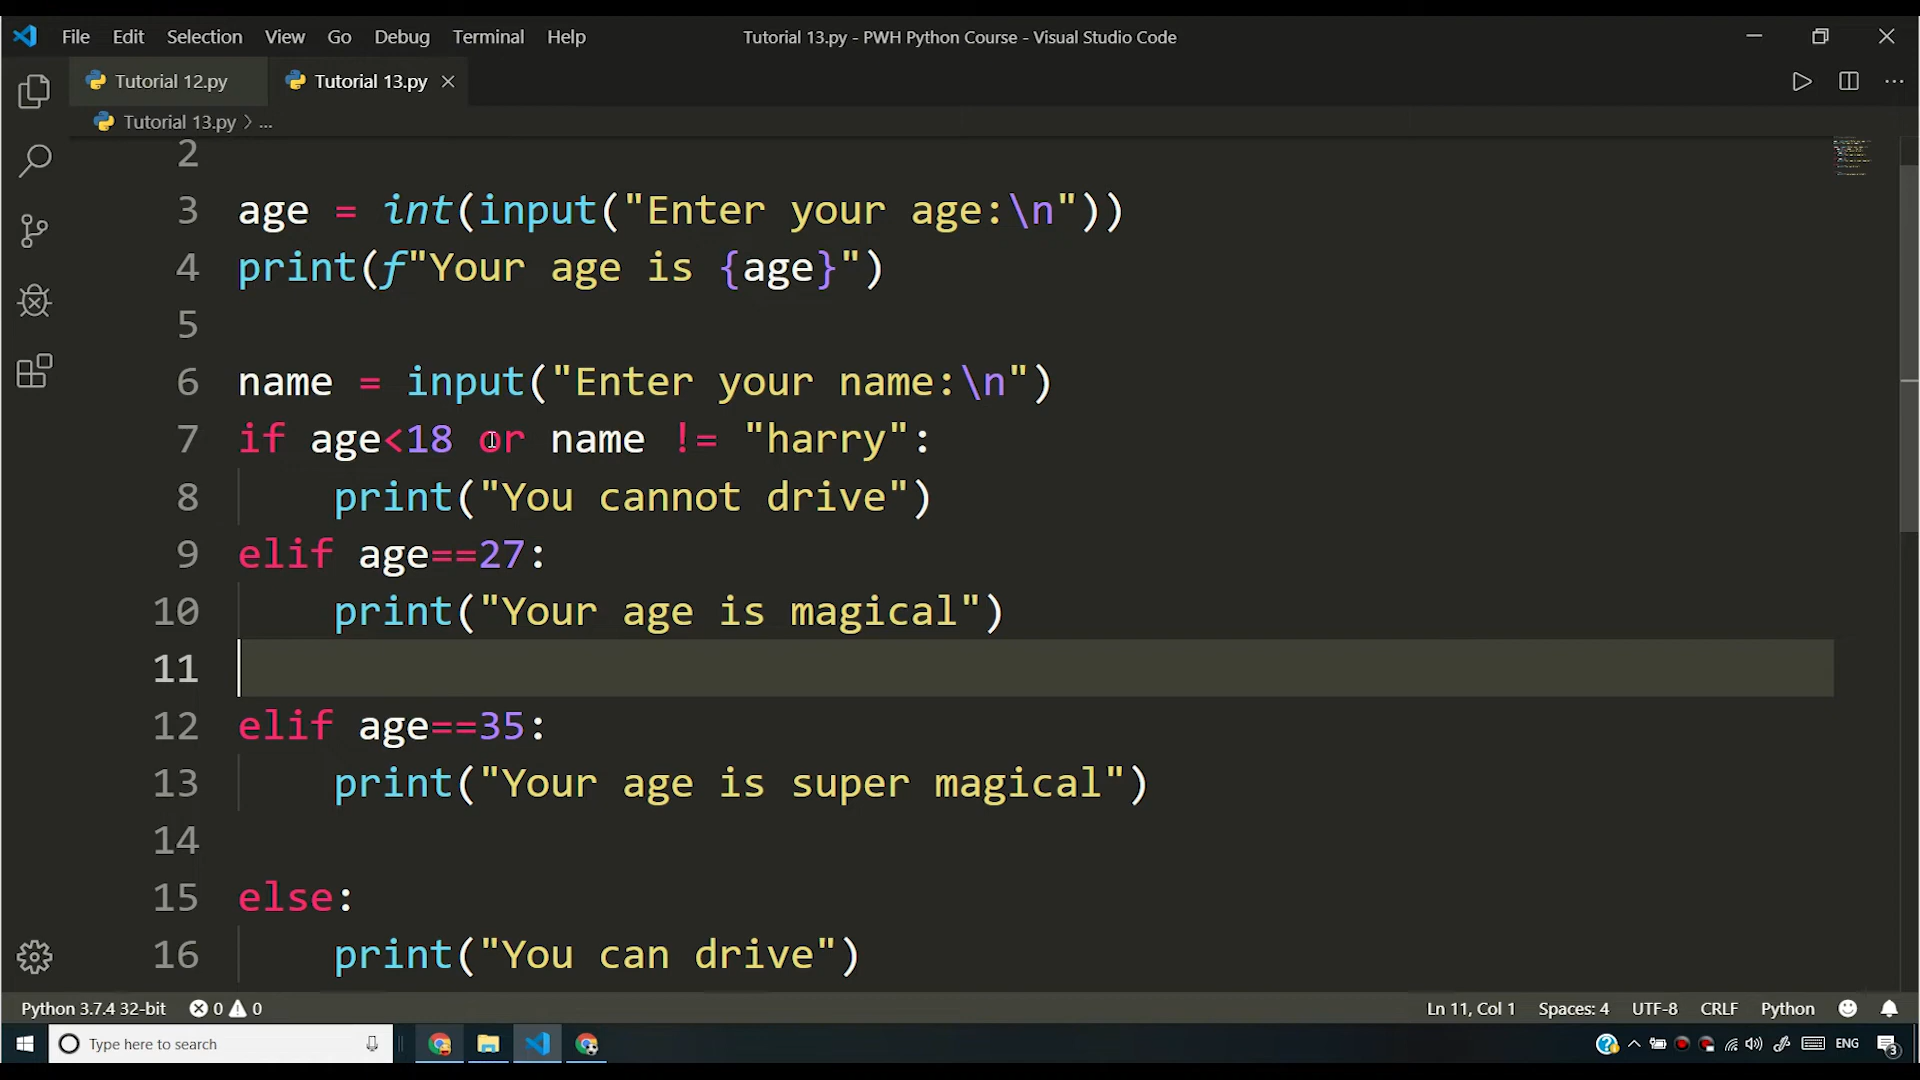 File Edit Selection View Go Debug Terminal Help Tutorial 13.py - PWH Python Course - Visual Studio Code
Tutorial 12.py Tutorial 13.py
Tutorial 13.py > ...
2
3 age = int(input("Enter your age:\n"))
4 print(f"Your age is {age}")
5
6 name = input("Enter your name:\n")
7 if age<18 or name != "harry":
8 print("You cannot drive")
9 elif age==27:
10 print("Your age is magical")
11
12 elif age==35:
13 print("Your age is super magical")
14
15 else:
16 print("You can drive")
Python 3.7.4 32-bit 0 0 Ln 11, Col 1 Spaces: 4 UTF-8 CRLF Python
Type here to search ENG 3